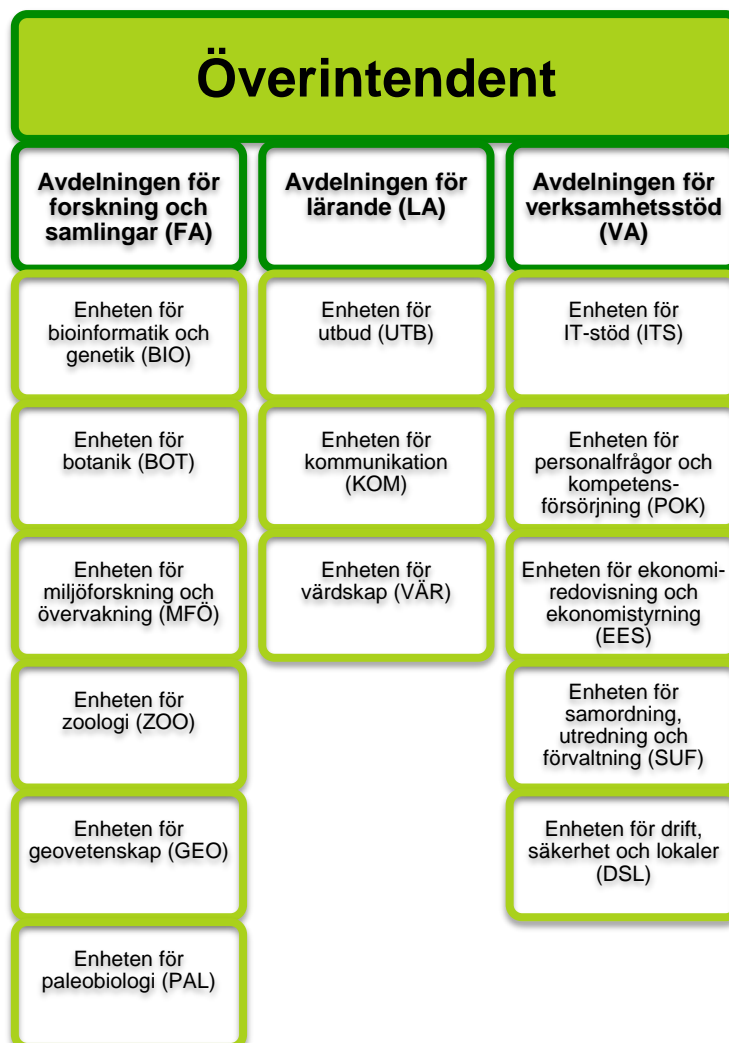 Överintendent
Avdelningen för
forskning och
samlingar (FA)
Enheten för
bioinformatik och
genetik (BIO)
Enheten för
botanik (BOT)
Enheten för
miljöforskning och
övervakning (MFÖ)
Enheten för
zoologi (ZOO)
Enheten för
geovetenskap (GEO)
Enheten för
paleobiologi (PAL)
Avdelningen för
lärande (LA)
Enheten för
utbud (UTB)
Enheten för
kommunikation
(KOM)
Enheten för
värdskap (VÄR)
Avdelningen för
verksamhetsstöd
(VA)
Enheten för
IT-stöd (ITS)
Enheten för
personalfrågor och
kompetens-
försörjning (POK)
Enheten för ekonomi-
redovisning och
ekonomistyrning
(EES)
Enheten för
samordning,
utredning och
förvaltning (SUF)
Enheten för drift,
säkerhet och lokaler
(DSL)